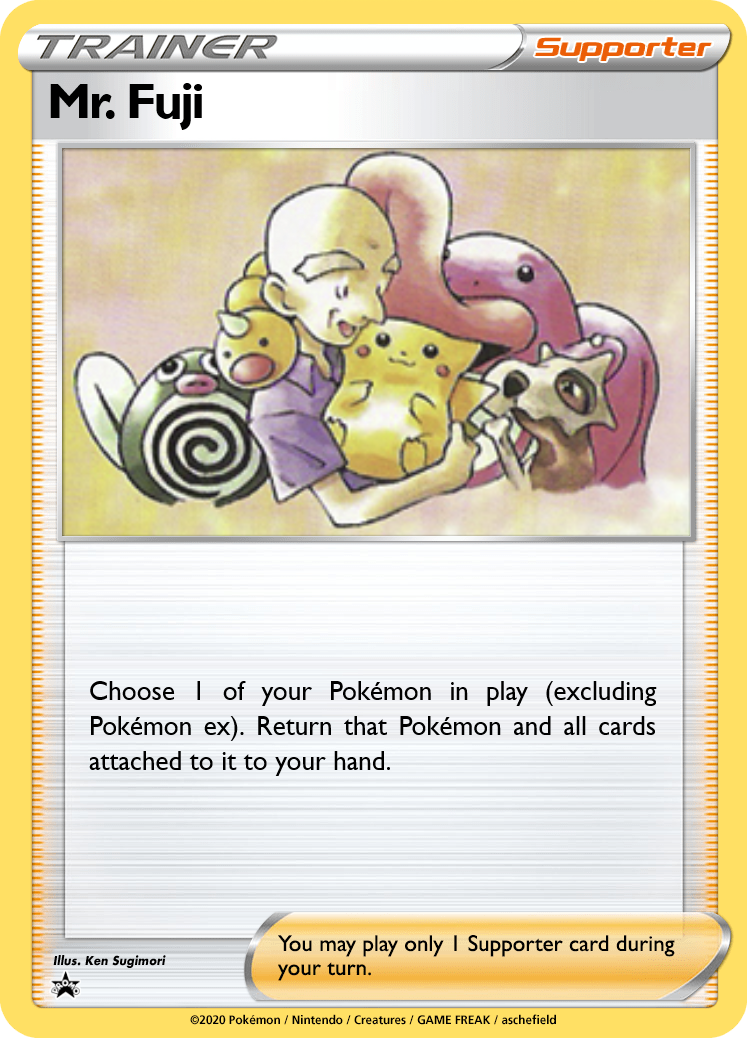 TRAINER
Supporter
Mr. Fuji
Choose 1 of your Pokémon in play (excluding
Pokémon ex). Return that Pokémon and all cards
attached to it to your hand.
You may play only 1 Supporter card during
your turn.
Illus. Ken Sugimori
PROMO
©2020 Pokémon / Nintendo / Creatures / GAME FREAK / aschefield